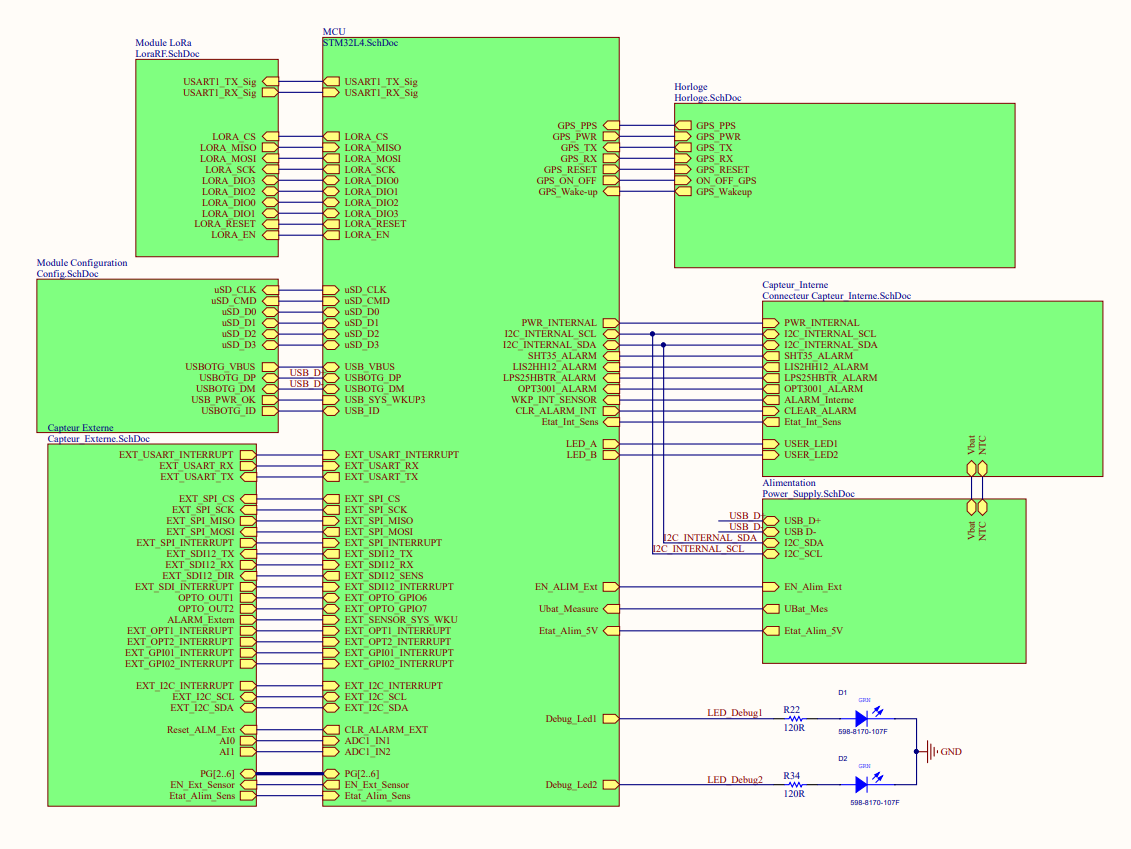 Module LoRa
LoraRF.SchDoc
USART1_TX_Sig
USART1_RX_Sig
LORA_CS
LORA_MISO
LORA_MOSI
LORA_SCK
LORA_DIO3
LORA_DIO2
LORA_DIO0
LORA_DIO1
LORA_RESET
LORA_EN
Module Configuration
Config.SchDoc
uSD_CLK
uSD_CMD
uSD_D0
uSD_D1
uSD_D2
uSD_D3
USBOTG_VBUS
USBOTG_DP
USBOTG_DM
USB_PWR_OK
USBOTG_ID
USB_D
USB_D
Capteur Externe
Capteur_Externe.SchDoc
EXT_USART_INTERRUPT
EXT_USART_RX
EXT_USART_TX
EXT_SPI_CS
EXT_SPI_SCK
EXT_SPI_MISO
EXT_SPI_MOSI
EXT_SPI_INTERRUPT
EXT_SDI12_TX
EXT_SDI12_RX
EXT_SDI12_DIR
EXT_SDI_INTERRUPT
OPTO_OUT1
OPTO_OUT2
ALARM_Extern
EXT_OPT1_INTERRUPT
EXT_OPT2_INTERRUPT
EXT_GPI01_INTERRUPT
EXT_GPI02_INTERRUPT
EXT_I2C_INTERRUPT
EXT_I2C_SCL
EXT_I2C_SDA
Reset_ALM_Ext
AI0
AI1
PG[2..6]
EN_Ext_Sensor
Etat_Alim_Sens
MCU
STM32L4.SchDoc
USART1_TX_Sig
USART1_RX_Sig
LORA_CS
LORA_MISO
LORA_MOSI
LORA_SCK
LORA_DIO0
LORA_DIO1
LORA_DIO2
LORA_DIO3
LORA_RESET
LORA_EN
uSD_CLK
uSD_CMD
uSD_D0
uSD_D1
uSD_D2
uSD_D3
USB_VBUS
USBOTG_DP
USBOTG_DM
USB_SYS_WKUP3
USB_ID
EXT_USART_INTERRUPT
EXT_USART_RX
EXT_USART_TX
EXT_SPI_CS
EXT_SPI_SCK
EXT_SPI_MISO
EXT_SPI_MOSI
EXT_SPI_INTERRUPT
EXT_SDI12_TX
EXT_SDI12_RX
EXT_SDI12_SENS
EXT_SDI12_INTERRUPT
EXT_OPTO_GPIO6
EXT_OPTO_GPIO7
EXT_SENSOR_SYS_WKU
EXT_OPT1_INTERRUPT
EXT_OPT2_INTERRUPT
EXT_GPI01_INTERRUPT
EXT_GPI02_INTERRUPT
EXT_I2C_INTERRUPT
EXT_I2C_SCL
EXT_I2C_SDA
CLR_ALARM_EXT
ADC1_IN1
ADC1_IN2
PG[2..6]
EN_Ext_Sensor
Etat_Alim_Sens
GPS_PPS
GPS_PWR
GPS_TX
GPS_RX
GPS_RESET
GPS_ON_OFF
GPS_Wake-up
PWR_INTERNAL
I2C_INTERNAL_SCL
I2C_INTERNAL_SDA
SHT35_ALARM
LIS2HH12_ALARM
LPS25HBTR_ALARM
OPT3001_ALARM
WKP_INT_SENSOR
CLR_ALARM_INT
Etat_Int_Sens
LED_A
LED_B
EN_ALIM_Ext
Ubat_Measure
Etat_Alim_5V
Debug_Led1
Debug_Led2
Horloge
Horloge.SchDoc
GPS_PPS
GPS_PWR
GPS_TX
GPS_RX
GPS_RESET
ON_OFF_GPS
GPS_Wakeup
Capteur_Interne
Connecteur Capteur_Interne.SchDoc
PWR_INTERNAL
I2C_INTERNAL_SCL
I2C_INTERNAL_SDA
SHT35_ALARM
LIS2HH12_ALARM
LPS25HBTR_ALARM
OPT3001_ALARM
ALARM_Interne
CLEAR_ALARM
Etat_Int_Sens
USER_LED1
USER_LED2
Vbat
NTC
Alimentation
Power_Supply.SchDoc
USB_D
USB_D
I2C_INTERNAL_SDA
I2C_INTERNAL_SCL
USB_D+
USB D-
I2C_SDA
I2C_SCL
Vbat
NTC
EN_Alim_Ext
UBat_Mes
Etat_Alim_5V
LED_Debug1
R22
120R
D1
GRN
598-8170-107F
GND
LED_Debug2
R34
120R
D2
GRN
598-8170-107F